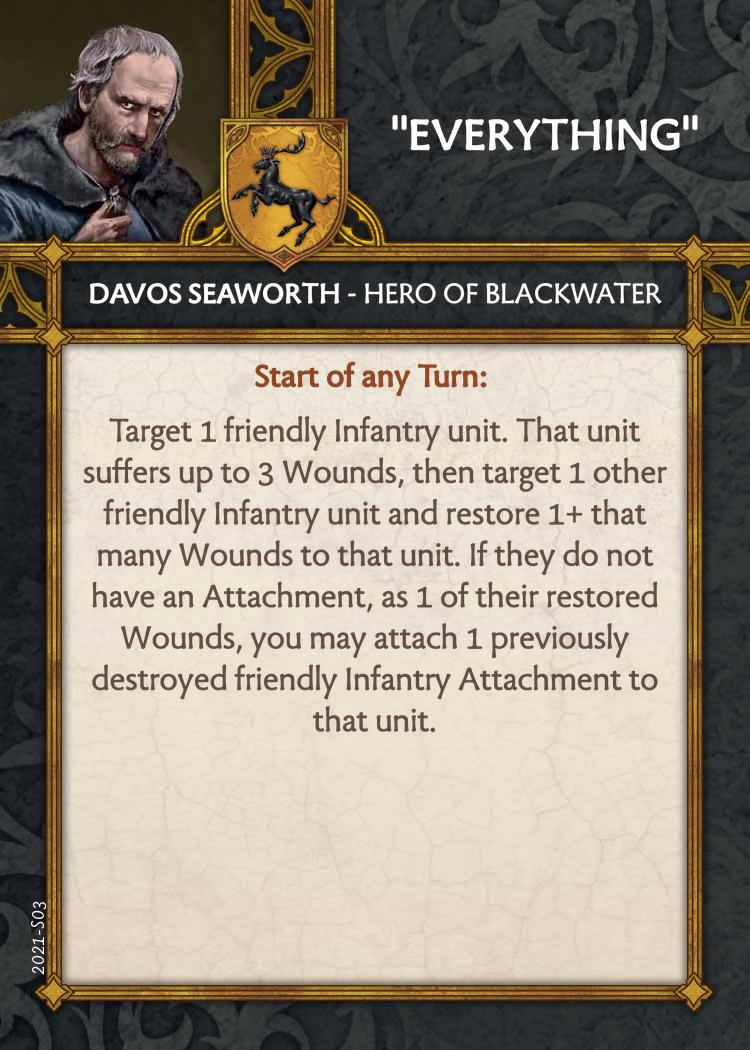 "EVERYTHING"
DAVOS SEAWORTH - HERO OF BLACKWATER
Start of any Turn:
Target 1 friendly Infantry unit. That unit
suffers up to 3 Wounds, then target 1 other
friendly Infantry unit and restore 1+ that
many Wounds to that unit. If they do not
have an Attachment, as 1 of their restored
Wounds, you may attach 1 previously
destroyed friendly Infantry Attachment to
that unit.
2021-S03